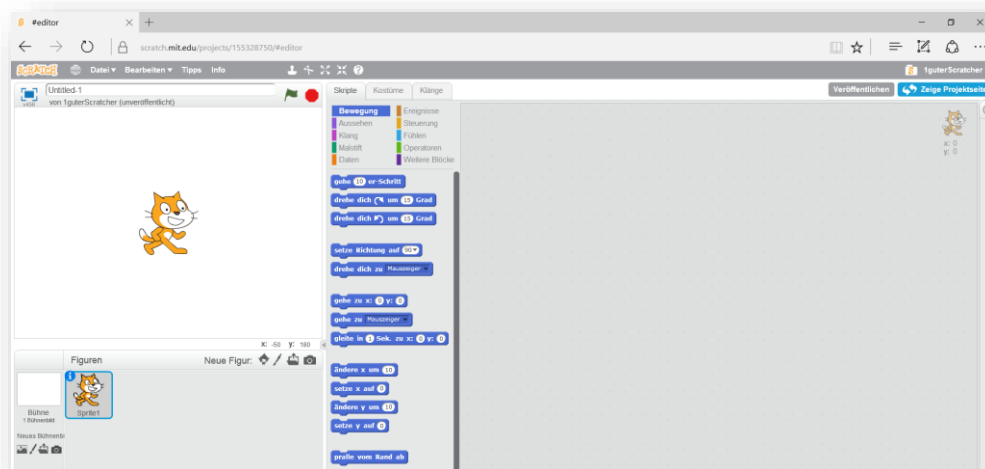 #editor
scratch.mit.edu/projects/155328750/#editor
SCRATCH Datei Bearbeiten Tipps Info 1guterScratcher
Untitled-1
von 1guterScratcher (unveröffentlicht)
v456
Skripte Kostüme Klänge
Veröffentlichen Zeige Projektseite
Bewegung Ereignisse
Aussehen Steuerung
Klang Fühlen
Malstift Operatoren
Daten Weitere Blöcke
x: 0
y: 0
gehe 10 er-Schritt
drehe dich um 15 Grad
drehe dich um 15 Grad
setze Richtung auf 90
drehe dich zu Mauszeiger
gehe zu x: 0 y: 0
gehe zu Mauszeiger
gleite in 1 Sek. zu x: 0 y: 0
ändere x um 10
setze x auf 0
ändere y um 10
setze y auf 0
pralle vom Rand ab
x: -50 y: 180
Figuren Neue Figur:
Bühne
1 Bühnenbild
Sprite1
Neues Bühnenbi